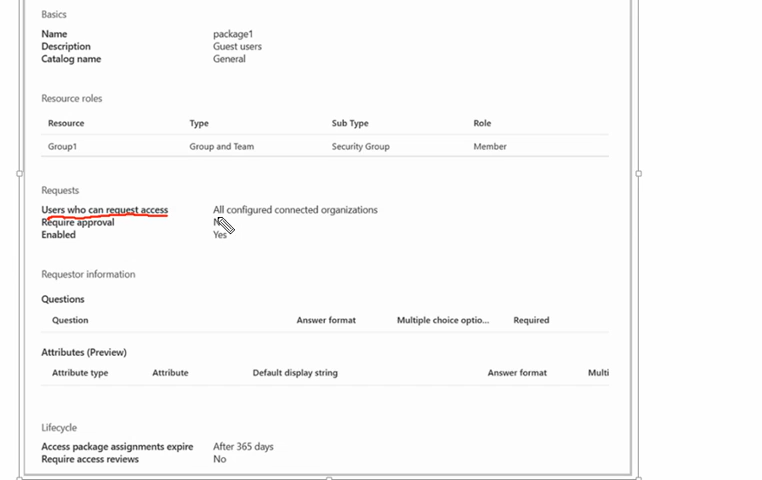 Basics
Name package1
Description Guest users
Catalog name General
Resource roles
Resource Type Sub Type Role
Group1 Group and Team Security Group Member
Requests
Users who can request access All configured connected organizations
Require approval
Enabled Yes
Requestor information
Questions
Question Answer format Multiple choice optio... Required
Attributes (Preview)
Attribute type Attribute Default display string Answer format Multi
Lifecycle
Access package assignments expire After 365 days
Require access reviews No